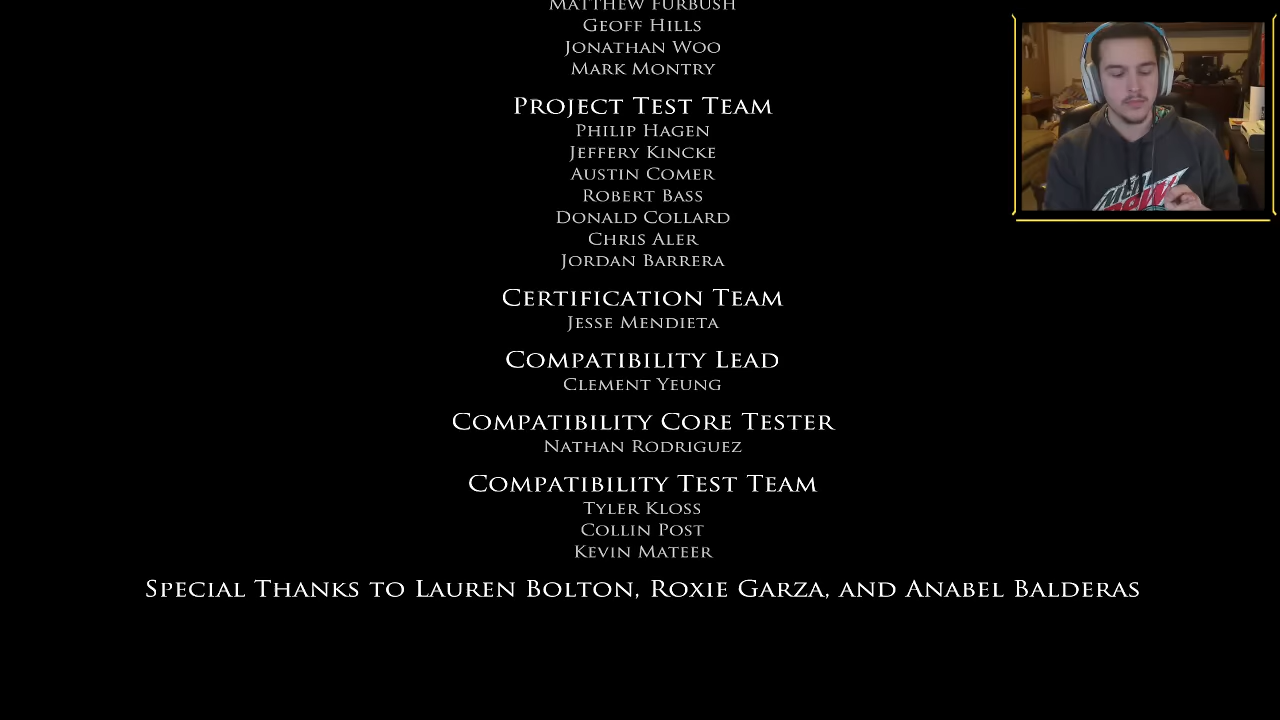 Matthew Furbush
Geoff Hills
Jonathan Woo
Mark Montry
Project Test Team
Philip Hagen
Jeffery Kincke
Austin Comer
Robert Bass
Donald Collard
Chris Aler
Jordan Barrera
Certification Team
Jesse Mendieta
Compatibility Lead
Clement Yeung
Compatibility Core Tester
Nathan Rodriguez
Compatibility Test Team
Tyler Kloss
Collin Post
Kevin Mateer
Special Thanks to Lauren Bolton, Roxie Garza, and Anabel Balderas